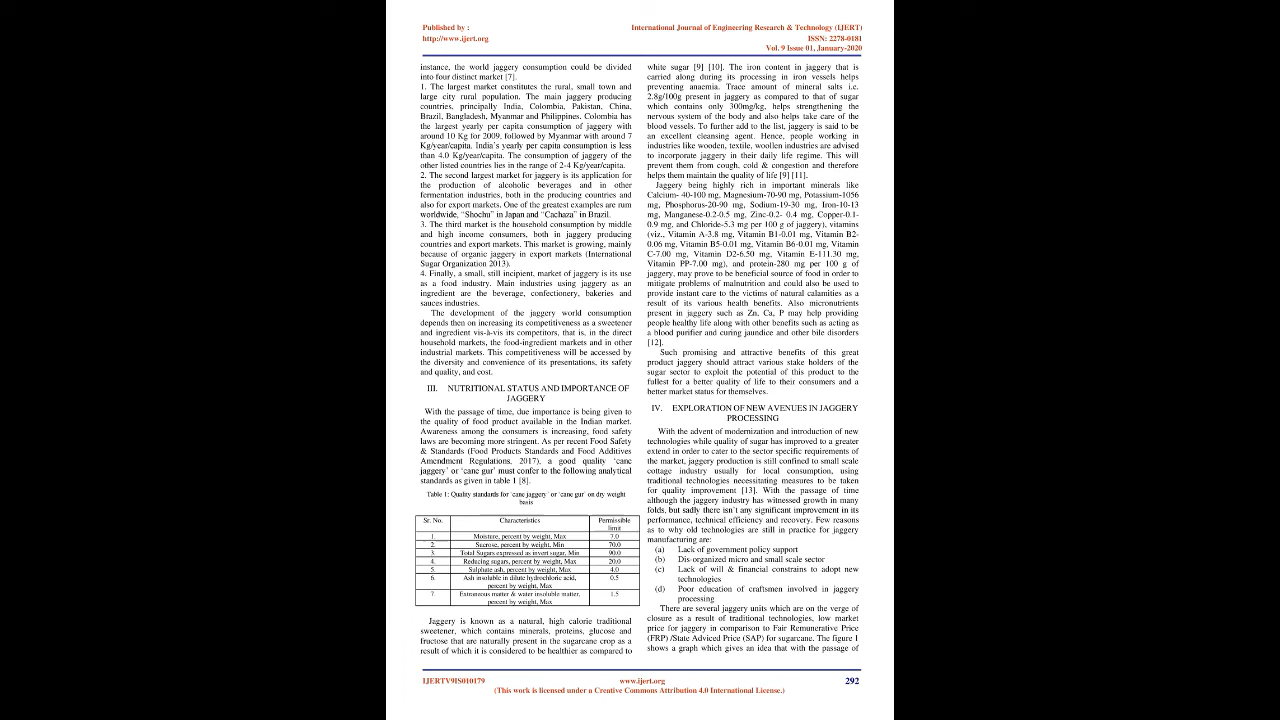 Published by :
International Journal of Engineering Research & Technology (IJERT)
http://www.ijert.org
ISSN: 2278-0181
Vol. 9 Issue 01, January-2020
instance, the world jaggery consumption could be divided
into four distinct market [7].
1. The largest market constitutes the rural, small town and
large city rural population. The main jaggery producing
countries, principally India, Colombia, Pakistan, China,
Brazil, Bangladesh, Myanmar and Philippines. Colombia has
the largest yearly per capita consumption of jaggery with
around 10 Kg for 2009, followed by Myanmar with around 7
Kg/year/capita. India's yearly per capita consumption is less
than 4.0 Kg/year/capita. The consumption of jaggery of the
other listed countries lies in the range of 2-4 Kg/year/capita.
2. The second largest market for jaggery is its application for
the production of alcoholic beverages and in other
fermentation industries, both in the producing countries and
also for export markets. One of the greatest examples are rum
worldwide, "Shochu" in Japan and "Cachaza" in Brazil.
3. The third market is the household consumption by middle
and high income consumers, both in jaggery producing
countries and export markets. This market is growing, mainly
because of organic jaggery in export markets (International
Sugar Organization 2013).
4. Finally, a small, still incipient, market of jaggery is its use
as a food industry. Main industries using jaggery as an
ingredient are the beverage, confectionery, bakeries and
sauces industries.
The development of the jaggery world consumption
depends then on increasing its competitiveness as a sweetener
and ingredient vis-à-vis its competitors, that is, in the direct
household markets, the food-ingredient markets and in other
industrial markets. This competitiveness will be accessed by
the diversity and convenience of its presentations, its safety
and quality, and cost.
III. NUTRITIONAL STATUS AND IMPORTANCE OF
JAGGERY
With the passage of time, due importance is being given to
the quality of food product available in the Indian market.
Awareness among the consumers is increasing, food safety
laws are becoming more stringent. As per recent Food Safety
& Standards (Food Products Standards and Food Additives
Amendment Regulations, 2017), a good quality 'cane
jaggery' or 'cane gur' must confer to the following analytical
standards as given in table 1 [8].
Table 1: Quality standards for 'cane jaggery' or 'cane gur' on dry weight
basis
Sr. No. Characteristics Permissible
limit
1. Moisture, percent by weight, Max 7.0
2. Sucrose, percent by weight, Min 70.0
3. Total Sugars expressed as invert sugar, Min 90.0
4. Reducing sugars, percent by weight, Max 20.0
5. Sulphate ash, percent by weight, Max 4.0
6. Ash insoluble in dilute hydrochloric acid, 0.5
percent by weight, Max
7. Extraneous matter & water insoluble matter, 1.5
percent by weight, Max
Jaggery is known as a natural, high calorie traditional
sweetener, which contains minerals, proteins, glucose and
fructose that are naturally present in the sugarcane crop as a
result of which it is considered to be healthier as compared to
white sugar [9] [10]. The iron content in jaggery that is
carried along during its processing in iron vessels helps
preventing anaemia. Trace amount of mineral salts i.e.
2.8g/100g present in jaggery as compared to that of sugar
which contains only 300mg/kg, helps strengthening the
nervous system of the body and also helps take care of the
blood vessels. To further add to the list, jaggery is said to be
an excellent cleansing agent. Hence, people working in
industries like wooden, textile, woollen industries are advised
to incorporate jaggery in their daily life regime. This will
prevent them from cough, cold & congestion and therefore
helps them maintain the quality of life [9] [11].
Jaggery being highly rich in important minerals like
Calcium- 40-100 mg, Magnesium-70-90 mg, Potassium-1056
mg, Phosphorus-20-90 mg, Sodium-19-30 mg, Iron-10-13
mg, Manganese-0.2-0.5 mg, Zinc-0.2- 0.4 mg, Copper-0.1-
0.9 mg, and Chloride-5.3 mg per 100 g of jaggery), vitamins
(viz., Vitamin A-3.8 mg, Vitamin B1-0.01 mg, Vitamin B2-
0.06 mg, Vitamin B5-0.01 mg, Vitamin B6-0.01 mg, Vitamin
C-7.00 mg, Vitamin D2-6.50 mg, Vitamin E-111.30 mg,
Vitamin PP-7.00 mg), and protein-280 mg per 100 g of
jaggery, may prove to be beneficial source of food in order to
mitigate problems of malnutrition and could also be used to
provide instant care to the victims of natural calamities as a
result of its various health benefits. Also micronutrients
present in jaggery such as Zn, Ca, P may help providing
people healthy life along with other benefits such as acting as
a blood purifier and curing jaundice and other bile disorders
[12].
Such promising and attractive benefits of this great
product jaggery should attract various stake holders of the
sugar sector to exploit the potential of this product to the
fullest for a better quality of life to their consumers and a
better market status for themselves.
IV. EXPLORATION OF NEW AVENUES IN JAGGERY
PROCESSING
With the advent of modernization and introduction of new
technologies while quality of sugar has improved to a greater
extend in order to cater to the sector specific requirements of
the market, jaggery production is still confined to small scale
cottage industry usually for local consumption, using
traditional technologies necessitating measures to be taken
for quality improvement [13]. With the passage of time
although the jaggery industry has witnessed growth in many
folds, but sadly there isn't any significant improvement in its
performance, technical efficiency and recovery. Few reasons
as to why old technologies are still in practice for jaggery
manufacturing are:
(a) Lack of government policy support
(b) Dis-organized micro and small scale sector
(c) Lack of will & financial constrains to adopt new
technologies
(d) Poor education of craftsmen involved in jaggery
processing
There are several jaggery units which are on the verge of
closure as a result of traditional technologies, low market
price for jaggery in comparison to Fair Remunerative Price
(FRP) /State Adviced Price (SAP) for sugarcane. The figure 1
shows a graph which gives an idea that with the passage of
IJERTV9IS010179
www.ijert.org
292
(This work is licensed under a Creative Commons Attribution 4.0 International License.)